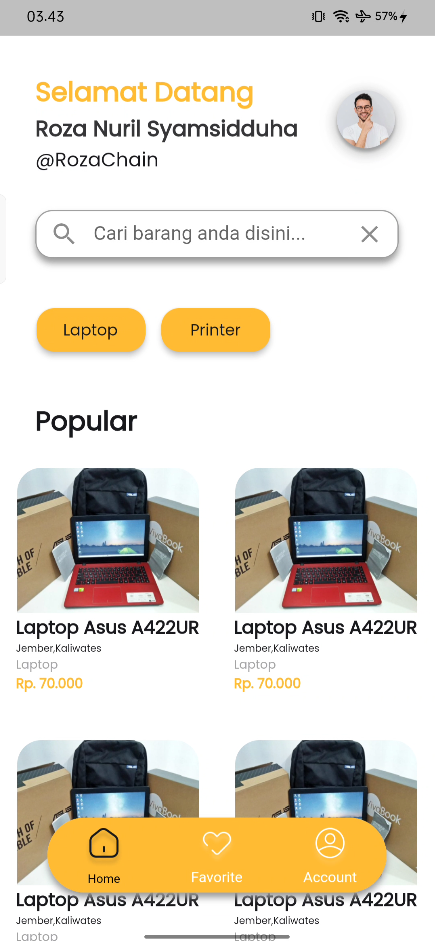 03.43
57%
Selamat Datang
Roza Nuril Syamsidduha
@RozaChain
Cari barang anda disini...
Laptop
Printer
Popular
Laptop Asus A422UR
Jember,Kaliwates
Laptop
Rp. 70.000
Laptop Asus A422UR
Jember,Kaliwates
Laptop
Rp. 70.000
Home
Favorite
Account
Laptop Asus A422UR
Jember,Kaliwates
Laptop
Laptop Asus A422UR
Jember,Kaliwates
Laptop